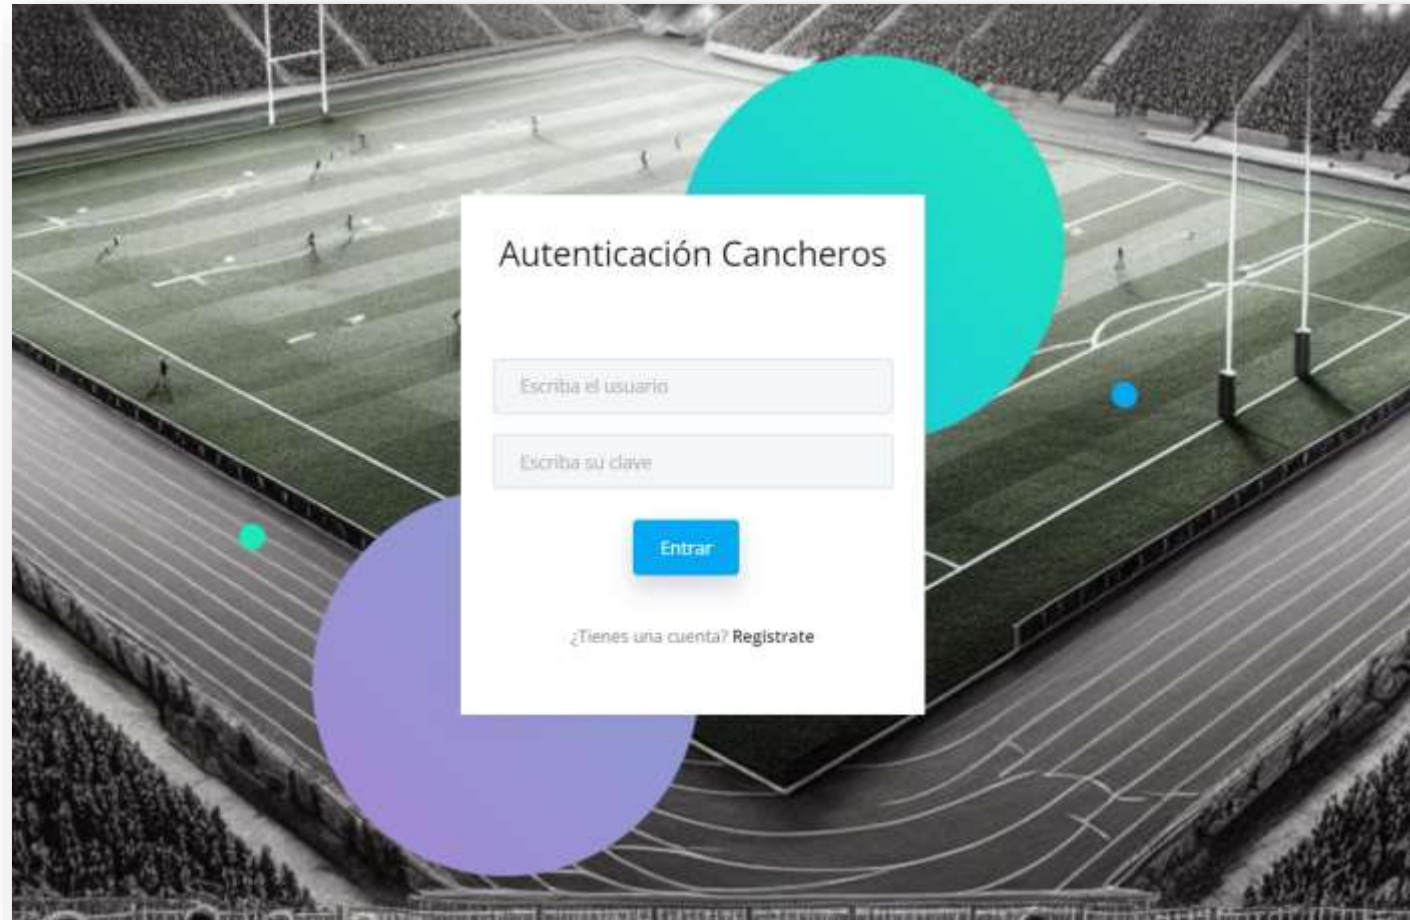 Autenticación Cancheros
Escriba el usuario
Escriba su clave
Entrar
¿Tienes una cuenta? Registrate